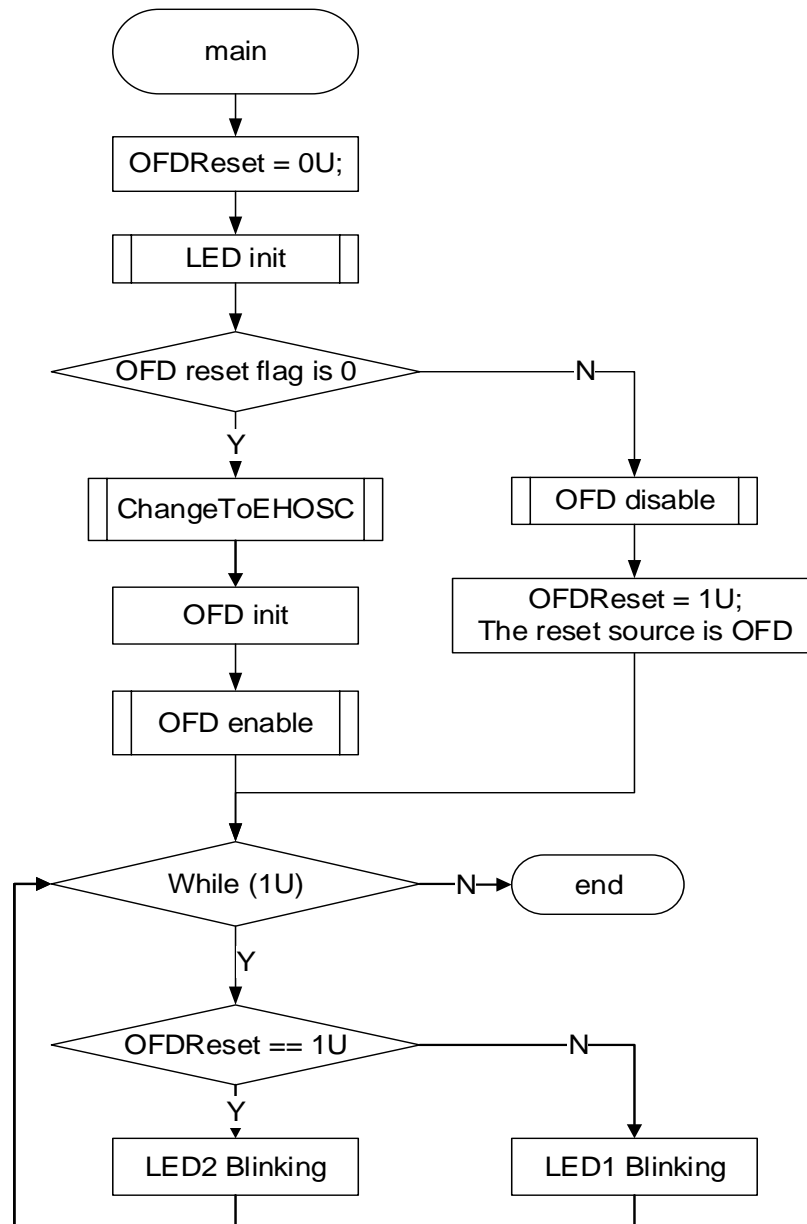 main
OFDReset = 0U;
LED init
OFD reset flag is 0
N
Y
ChangeToEHOSC
OFD disable
OFD init
OFDReset = 1U;
The reset source is OFD
OFD enable
While (1U)
N
end
Y
OFDReset == 1U
N
Y
LED2 Blinking
LED1 Blinking